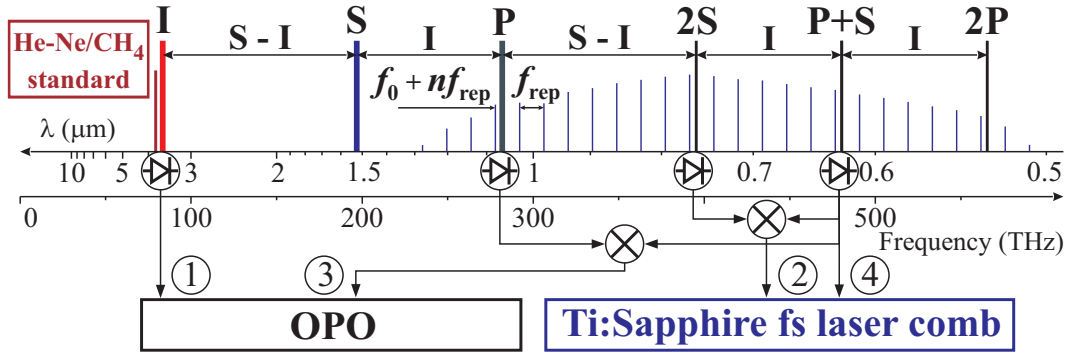 I S P 2S P+S 2P
He-Ne/CH4
standard
S - I I S - I I I
f0 + nfrep frep
λ (μm)
10 5 3 2 1.5 1 0.7 0.6 0.5
0 100 200 300 500
Frequency (THz)
1 3 2 4
OPO Ti:Sapphire fs laser comb